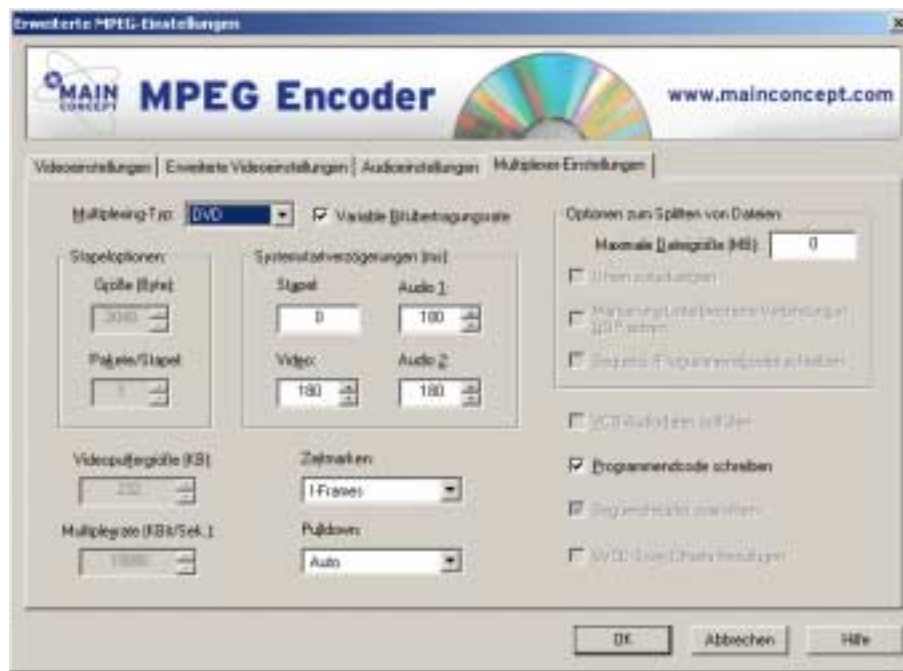 Erweiterte MPEG-Einstellungen
MAIN CONCEPT MPEG Encoder www.mainconcept.com
Videoeinstellungen Erweiterte Videoeinstellungen Audioeinstellungen Multiplexer-Einstellungen
Multiplexing-Typ: DVD Variable Bitübertragungsrate
Optionen zum Splitten von Dateien
Maximale Dateigröße (MB): 0
Stapeloptionen:
Größe (Byte):
2048
Pakete/Stapel:
1
Systemstartverzögerungen (ms):
Stapel: Audio 1:
0 180
Video: Audio 2:
180 180
Videopuffergröße (KB):
232
Multiplexrate (KBit/Sek.):
Zeitmarken:
I-Frames
Pulldown:
Auto
Programmendcode schreiben
OK Abbrechen Hilfe